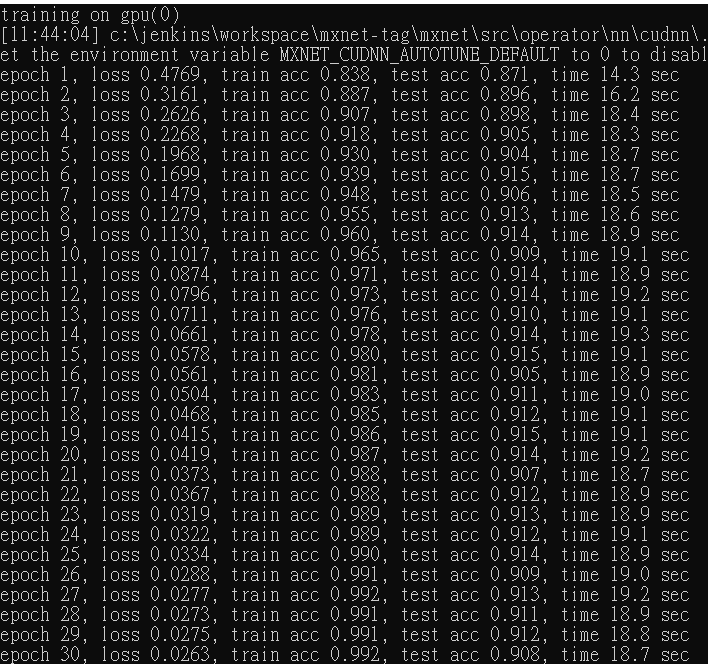 training on gpu(0)
[11:44:04] c:\jenkins\workspace\mxnet-tag\mxnet\src\operator\nn\cudnn\.
et the environment variable MXNET_CUDNN_AUTOTUNE_DEFAULT to 0 to disabl
epoch 1, loss 0.4769, train acc 0.838, test acc 0.871, time 14.3 sec
epoch 2, loss 0.3161, train acc 0.887, test acc 0.896, time 16.2 sec
epoch 3, loss 0.2626, train acc 0.907, test acc 0.898, time 18.4 sec
epoch 4, loss 0.2268, train acc 0.918, test acc 0.905, time 18.3 sec
epoch 5, loss 0.1968, train acc 0.930, test acc 0.904, time 18.7 sec
epoch 6, loss 0.1699, train acc 0.939, test acc 0.915, time 18.7 sec
epoch 7, loss 0.1479, train acc 0.948, test acc 0.906, time 18.5 sec
epoch 8, loss 0.1279, train acc 0.955, test acc 0.913, time 18.6 sec
epoch 9, loss 0.1130, train acc 0.960, test acc 0.914, time 18.9 sec
epoch 10, loss 0.1017, train acc 0.965, test acc 0.909, time 19.1 sec
epoch 11, loss 0.0874, train acc 0.971, test acc 0.914, time 18.9 sec
epoch 12, loss 0.0796, train acc 0.973, test acc 0.914, time 19.2 sec
epoch 13, loss 0.0711, train acc 0.976, test acc 0.910, time 19.1 sec
epoch 14, loss 0.0661, train acc 0.978, test acc 0.914, time 19.3 sec
epoch 15, loss 0.0578, train acc 0.980, test acc 0.915, time 19.1 sec
epoch 16, loss 0.0561, train acc 0.981, test acc 0.905, time 18.9 sec
epoch 17, loss 0.0504, train acc 0.983, test acc 0.911, time 19.0 sec
epoch 18, loss 0.0468, train acc 0.985, test acc 0.912, time 19.1 sec
epoch 19, loss 0.0415, train acc 0.986, test acc 0.915, time 19.1 sec
epoch 20, loss 0.0419, train acc 0.987, test acc 0.914, time 19.2 sec
epoch 21, loss 0.0373, train acc 0.988, test acc 0.907, time 18.7 sec
epoch 22, loss 0.0367, train acc 0.988, test acc 0.912, time 18.9 sec
epoch 23, loss 0.0319, train acc 0.989, test acc 0.913, time 18.9 sec
epoch 24, loss 0.0322, train acc 0.989, test acc 0.912, time 19.1 sec
epoch 25, loss 0.0334, train acc 0.990, test acc 0.914, time 18.9 sec
epoch 26, loss 0.0288, train acc 0.991, test acc 0.909, time 19.0 sec
epoch 27, loss 0.0277, train acc 0.992, test acc 0.913, time 19.2 sec
epoch 28, loss 0.0273, train acc 0.991, test acc 0.911, time 18.9 sec
epoch 29, loss 0.0275, train acc 0.991, test acc 0.912, time 18.8 sec
epoch 30, loss 0.0263, train acc 0.992, test acc 0.908, time 18.7 sec